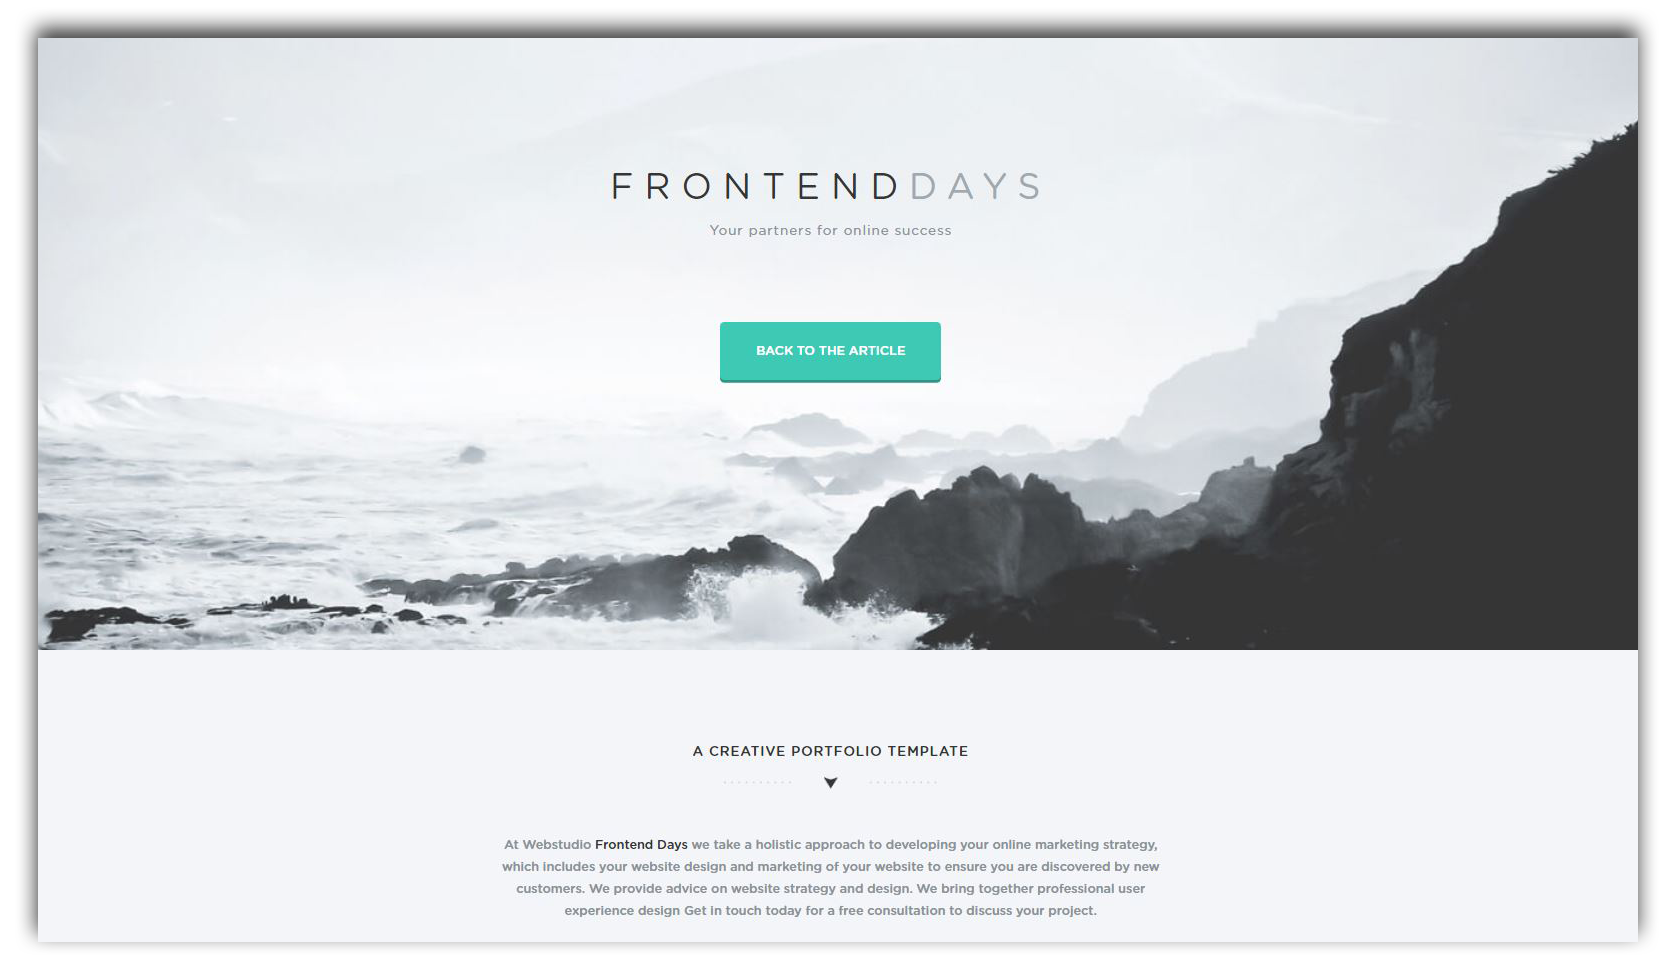 FRONTENDDAYS
Your partners for online success
BACK TO THE ARTICLE
A CREATIVE PORTFOLIO TEMPLATE
At Webstudio Frontend Days we take a holistic approach to developing your online marketing strategy,
which includes your website design and marketing of your website to ensure you are discovered by new
customers. We provide advice on website strategy and design. We bring together professional user
experience design Get in touch today for a free consultation to discuss your project.